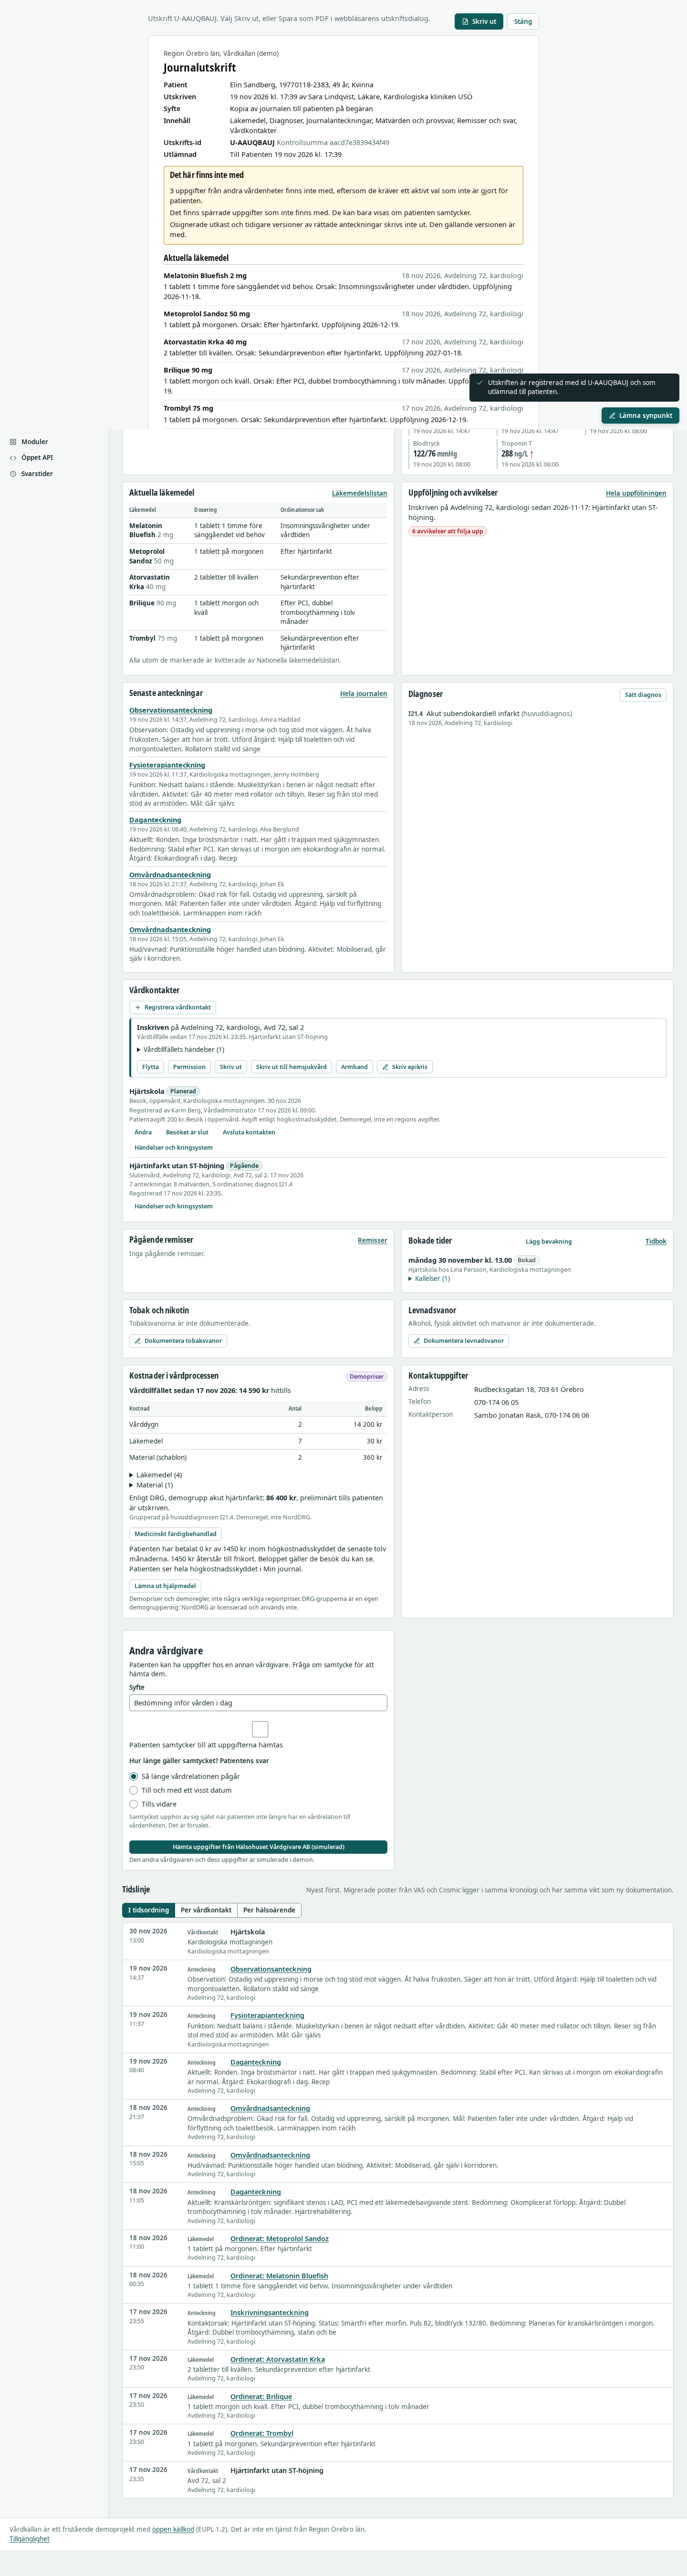 Utskrift U-AAUQBAUJ. Välj Skriv ut, eller Spara som PDF i webbläsarens utskriftsdialog.
Skriv ut
Stäng
Region Örebro län, Vårdkällan (demo)
Journalutskrift
Patient Elin Sandberg, 19770118-2383, 49 år, Kvinna
Utskriven 19 nov 2026 kl. 17:39 av Sara Lindqvist, Läkare, Kardiologiska kliniken USÖ
Syfte Kopia av journalen till patienten på begäran
Innehåll Läkemedel, Diagnoser, Journalanteckningar, Mätvärden och provsvar, Remisser och svar,
Vårdkontakter
Utskrifts-id U-AAUQBAUJ Kontrollsumma aacd7e3839434f49
Utlämnad Till Patienten 19 nov 2026 kl. 17:39
Det här finns inte med
3 uppgifter från andra vårdenheter finns inte med, eftersom de kräver ett aktivt val som inte är gjort för
patienten.
Det finns spärrade uppgifter som inte finns med. De kan bara visas om patienten samtycker.
Osignerade utkast och tidigare versioner av rättade anteckningar skrivs inte ut. Den gällande versionen är
med.
Aktuella läkemedel
Melatonin Bluefish 2 mg 18 nov 2026, Avdelning 72, kardiologi
1 tablett 1 timme före sänggåendet vid behov. Orsak: Insomningssvårigheter under vårdtiden. Uppföljning
2026-11-18.
Metoprolol Sandoz 50 mg 18 nov 2026, Avdelning 72, kardiologi
1 tablett på morgonen. Orsak: Efter hjärtinfarkt. Uppföljning 2026-12-19.
Atorvastatin Krka 40 mg 17 nov 2026, Avdelning 72, kardiologi
2 tabletter till kvällen. Orsak: Sekundärprevention efter hjärtinfarkt. Uppföljning 2027-01-18.
Brilique 90 mg 17 nov 2026, Avdelning 72, kardiologi
1 tablett morgon och kväll. Orsak: Efter PCI, dubbel trombocythämning i tolv månader.
19.
Trombyl 75 mg 17 nov 2026, Avdelning 72, kardiologi
1 tablett på morgonen. Orsak: Sekundärprevention efter hjärtinfarkt. Uppföljning 2026-12-19.
Utskriften är registrerad med id U-AAUQBAUJ och som
utlämnad till patienten.
Lämna synpunkt
Moduler
Öppet API
Svarstider
19 nov kl. 14:47 19 nov kl. 14:47 19 nov kl. 08:00
Blodtryck Troponin T
122/76 mmHg 288 ng/L ↑
19 nov kl. 08:00 19 nov kl. 06:00
Aktuella läkemedel Läkemedelslistan
Läkemedel Dosering Ordinationsorsak
Melatonin 1 tablett 1 timme före Insomningssvårigheter under
Bluefish 2 mg sänggåendet vid behov vårdtiden
Metoprolol 1 tablett på morgonen Efter hjärtinfarkt
Sandoz 50 mg
Atorvastatin 2 tabletter till kvällen Sekundärprevention efter
Krka 40 mg hjärtinfarkt
Brilique 90 mg 1 tablett morgon och Efter PCI, dubbel
kväll trombocythämning i tolv
månader
Trombyl 75 mg 1 tablett på morgonen Sekundärprevention efter
hjärtinfarkt
Alla utom de markerade är kvitterade av Nationella läkemedelslistan.
Uppföljning och avvikelser Hela uppföljningen
Inskriven på Avdelning 72, kardiologi sedan 2026-11-17: Hjärtinfarkt utan ST-
höjning.
6 avvikelser att följa upp
Senaste anteckningar Hela journalen
Observationsanteckning
19 nov 2026 kl. 14:37, Avdelning 72, kardiologi, Amira Haddad
Observation: Ostadig vid uppresning i morse och tog stöd mot väggen. Åt halva
frukosten. Säger att hon är trött. Utförd åtgärd: Hjälp till toaletten och vid
morgontoaletten. Rollatorn ställd vid sänge
Fysioterapianteckning
19 nov 2026 kl. 11:37, Kardiologiska mottagningen, Jenny Holmberg
Funktion: Nedsatt balans i stående. Muskelstyrkan i benen är något nedsatt efter
vårdtiden. Aktivitet: Går 40 meter med rollator och tillsyn. Reser sig från stol med
stöd av armstöden. Mål: Går självs
Daganteckning
19 nov 2026 kl. 08:40, Avdelning 72, kardiologi, Alva Berglund
Aktuellt: Ronden. Inga bröstsmärtor i natt. Har gått i trappan med sjukgymnasten.
Bedömning: Stabil efter PCI. Kan skrivas ut i morgon om ekokardiografin är normal.
Åtgärd: Ekokardiografi i dag. Recep
Omvårdnadsanteckning
18 nov 2026 kl. 21:37, Avdelning 72, kardiologi, Johan Ek
Omvårdnadsproblem: Ökad risk för fall. Ostadig vid uppresning, särskilt på
morgonen. Mål: Patienten faller inte under vårdtiden. Åtgärd: Hjälp vid förflyttning
och toalettbesök. Larmknappen inom räckh
Omvårdnadsanteckning
18 nov 2026 kl. 15:05, Avdelning 72, kardiologi, Johan Ek
Hud/vävnad: Punktionsställe höger handled utan blödning. Aktivitet: Mobiliserad, går
själv i korridoren.
Diagnoser Sätt diagnos
I21.4 Akut subendokardiell infarkt (huvuddiagnos)
18 nov 2026, Avdelning 72, kardiologi
Vårdkontakter
Registrera vårdkontakt
Inskriven på Avdelning 72, kardiologi, Avd 72, sal 2
Vårdtillfälle sedan 17 nov 2026 kl. 23:35. Hjärtinfarkt utan ST-höjning
Vårdtillfällets händelser (1)
Flytta Permission Skriv ut Skriv ut till hemsjukvård Armband Skriv epikris
Hjärtskola Planerad
Besök, öppenvård, Kardiologiska mottagningen. 30 nov 2026
Registrerad av Karin Berg, Vårdadministratör 17 nov 2026 kl. 09:00.
Patientavgift 200 kr. Besök i öppenvård. Avgift enligt högkostnadsskyddet. Demoregel, inte en regions avgifter.
Ändra Besöket är slut Avsluta kontakten
Händelser och kringsystem
Hjärtinfarkt utan ST-höjning Pågående
Slutenvård, Avdelning 72, kardiologi, Avd 72, sal 2. 17 nov 2026
7 anteckningar, 8 mätvärden, 5 ordinationer, diagnos I21.4
Registrerad 17 nov 2026 kl. 23:35.
Händelser och kringsystem
Pågående remisser Remisser
Inga pågående remisser.
Bokade tider Lägg bevakning Tidbok
måndag 30 november kl. 13.00 Bokad
Hjärtskola hos Lina Persson, Kardiologiska mottagningen
Kallelser (1)
Tobak och nikotin
Tobaksvanorna är inte dokumenterade.
Dokumentera tobaksvanor
Levnadsvanor
Alkohol, fysisk aktivitet och matvanor är inte dokumenterade.
Dokumentera levnadsvanor
Kostnader i vårdprocessen Demopriser
Vårdtillfället sedan 17 nov 2026: 14 590 kr hittills
Kostnad Antal Belopp
Vårddygn 2 14 200 kr
Läkemedel 7 30 kr
Material (schablon) 2 360 kr
Läkemedel (4)
Material (1)
Enligt DRG, demogrupp akut hjärtinfarkt: 86 400 kr, preliminärt tills patienten
är utskriven.
Grupperad på huvuddiagnosen I21.4. Demoregel, inte NordDRG.
Medicinskt färdigbehandlad
Patienten har betalat 0 kr av 1450 kr inom högkostnadsskyddet de senaste tolv
månaderna. 1450 kr återstår till frikort. Beloppet gäller de besök du kan se.
Patienten ser hela högkostnadsskyddet i Min journal.
Lämna ut hjälpmedel
Demopriser och demoregler, inte några verkliga regionpriser. DRG-grupperna är en egen
demogruppering: NordDRG är licensierad och används inte.
Kontaktuppgifter
Adress Rudbecksgatan 18, 703 61 Örebro
Telefon 070-174 06 05
Kontaktperson Sambo Jonatan Rask, 070-174 06 06
Andra vårdgivare
Patienten kan ha uppgifter hos en annan vårdgivare. Fråga om samtycke för att
hämta dem.
Syfte
Bedömning inför vården i dag
Patienten samtycker till att uppgifterna hämtas
Hur länge gäller samtycket? Patientens svar
Så länge vårdrelationen pågår
Till och med ett visst datum
Tills vidare
Samtycket upphör av sig självt när patienten inte längre har en vårdrelation till
vårdenheten. Det är förvalet.
Hämta uppgifter från Hälsohuset Vårdgivare AB (simulerad)
Den andra vårdgivaren och dess uppgifter är simulerade i demon.
Tidslinje Nyast först. Migrerade poster från VAS och Cosmic ligger i samma kronologi och har samma vikt som ny dokumentation.
I tidsordning Per vårdkontakt Per hälsoärende
30 nov 2026 Vårdkontakt Hjärtskola
13:00 Kardiologiska mottagningen
Kardiologiska mottagningen
19 nov 2026 Anteckning Observationsanteckning
14:37 Observation: Ostadig vid uppresning i morse och tog stöd mot väggen. Åt halva frukosten. Säger att hon är trött. Utförd åtgärd: Hjälp till toaletten och vid
morgontoaletten. Rollatorn ställd vid sänge
Avdelning 72, kardiologi
19 nov 2026 Anteckning Fysioterapianteckning
11:37 Funktion: Nedsatt balans i stående. Muskelstyrkan i benen är något nedsatt efter vårdtiden. Aktivitet: Går 40 meter med rollator och tillsyn. Reser sig från
stol med stöd av armstöden. Mål: Går självs
Kardiologiska mottagningen
19 nov 2026 Anteckning Daganteckning
08:40 Aktuellt: Ronden. Inga bröstsmärtor i natt. Har gått i trappan med sjukgymnasten. Bedömning: Stabil efter PCI. Kan skrivas ut i morgon om ekokardiografin
är normal. Åtgärd: Ekokardiografi i dag. Recep
Avdelning 72, kardiologi
18 nov 2026 Anteckning Omvårdnadsanteckning
21:37 Omvårdnadsproblem: Ökad risk för fall. Ostadig vid uppresning, särskilt på morgonen. Mål: Patienten faller inte under vårdtiden. Åtgärd: Hjälp vid
förflyttning och toalettbesök. Larmknappen inom räckh
Avdelning 72, kardiologi
18 nov 2026 Anteckning Omvårdnadsanteckning
15:05 Hud/vävnad: Punktionsställe höger handled utan blödning. Aktivitet: Mobiliserad, går själv i korridoren.
Avdelning 72, kardiologi
18 nov 2026 Anteckning Daganteckning
11:05 Aktuellt: Kranskärlsröntgen: signifikant stenos i LAD, PCI med ett läkemedelsavgivande stent. Bedömning: Okomplicerat förlopp. Åtgärd: Dubbel
trombocythämning i tolv månader. Hjärtrehabilitering.
Avdelning 72, kardiologi
18 nov 2026 Läkemedel Ordinerat: Metoprolol Sandoz
11:00 1 tablett på morgonen. Efter hjärtinfarkt
Avdelning 72, kardiologi
18 nov 2026 Läkemedel Ordinerat: Melatonin Bluefish
00:35 1 tablett 1 timme före sänggåendet vid behov. Insomningssvårigheter under vårdtiden
Avdelning 72, kardiologi
17 nov 2026 Anteckning Inskrivningsanteckning
23:55 Kontaktorsak: Hjärtinfarkt utan ST-höjning. Status: Smärtfri efter morfin. Puls 82, blodtryck 132/80. Bedömning: Planeras för kranskärlsröntgen i morgon.
Åtgärd: Dubbel trombocythämning, statin och be
Avdelning 72, kardiologi
17 nov 2026 Läkemedel Ordinerat: Atorvastatin Krka
23:50 2 tabletter till kvällen. Sekundärprevention efter hjärtinfarkt
Avdelning 72, kardiologi
17 nov 2026 Läkemedel Ordinerat: Brilique
23:50 1 tablett morgon och kväll. Efter PCI, dubbel trombocythämning i tolv månader
Avdelning 72, kardiologi
17 nov 2026 Läkemedel Ordinerat: Trombyl
23:50 1 tablett på morgonen. Sekundärprevention efter hjärtinfarkt
Avdelning 72, kardiologi
17 nov 2026 Vårdkontakt Hjärtinfarkt utan ST-höjning
23:35 Avd 72, sal 2
Avdelning 72, kardiologi
Vårdkällan är ett fristående demoprojekt med öppen källkod (EUPL 1.2). Det är inte en tjänst från Region Örebro län.
Tillgänglighet